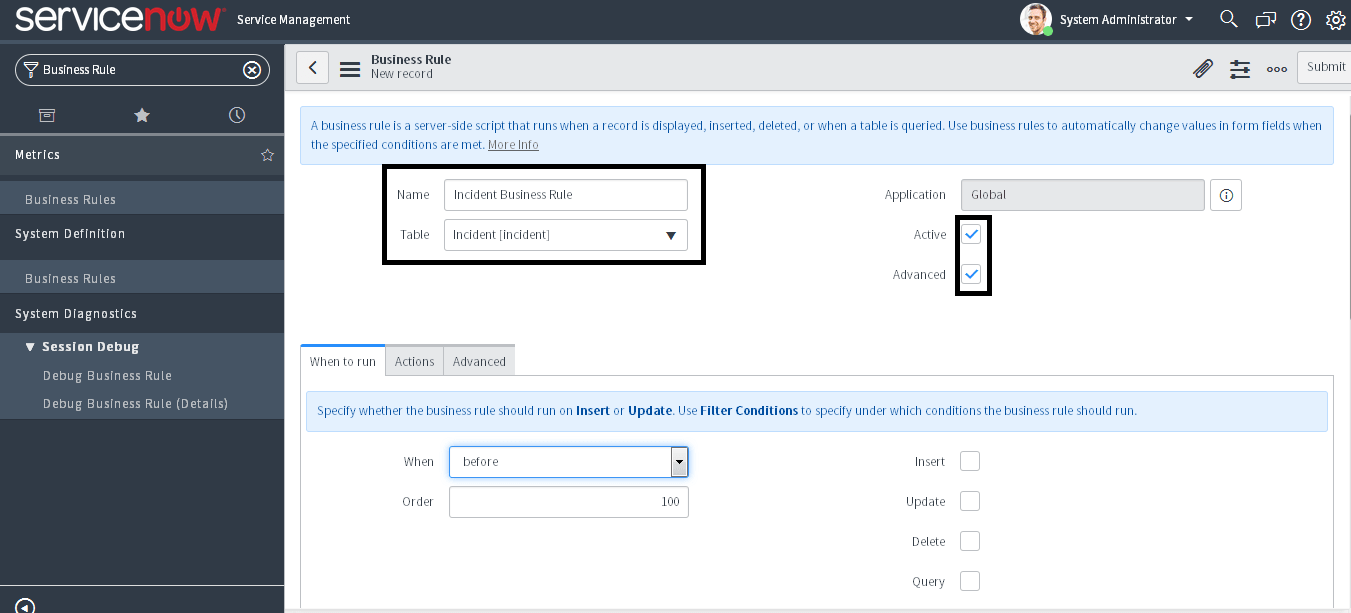 servicenow Service Management
System Administrator
Business Rule
Metrics
Business Rules
System Definition
Business Rules
System Diagnostics
Session Debug
Debug Business Rule
Debug Business Rule (Details)
Business Rule
New record
Submit
A business rule is a server-side script that runs when a record is displayed, inserted, deleted, or when a table is queried. Use business rules to automatically change values in form fields when
the specified conditions are met. More Info
Name Incident Business Rule
Table Incident [incident]
Application Global
Active
Advanced
When to run Actions Advanced
Specify whether the business rule should run on Insert or Update. Use Filter Conditions to specify under which conditions the business rule should run.
When before
Order 100
Insert
Update
Delete
Query